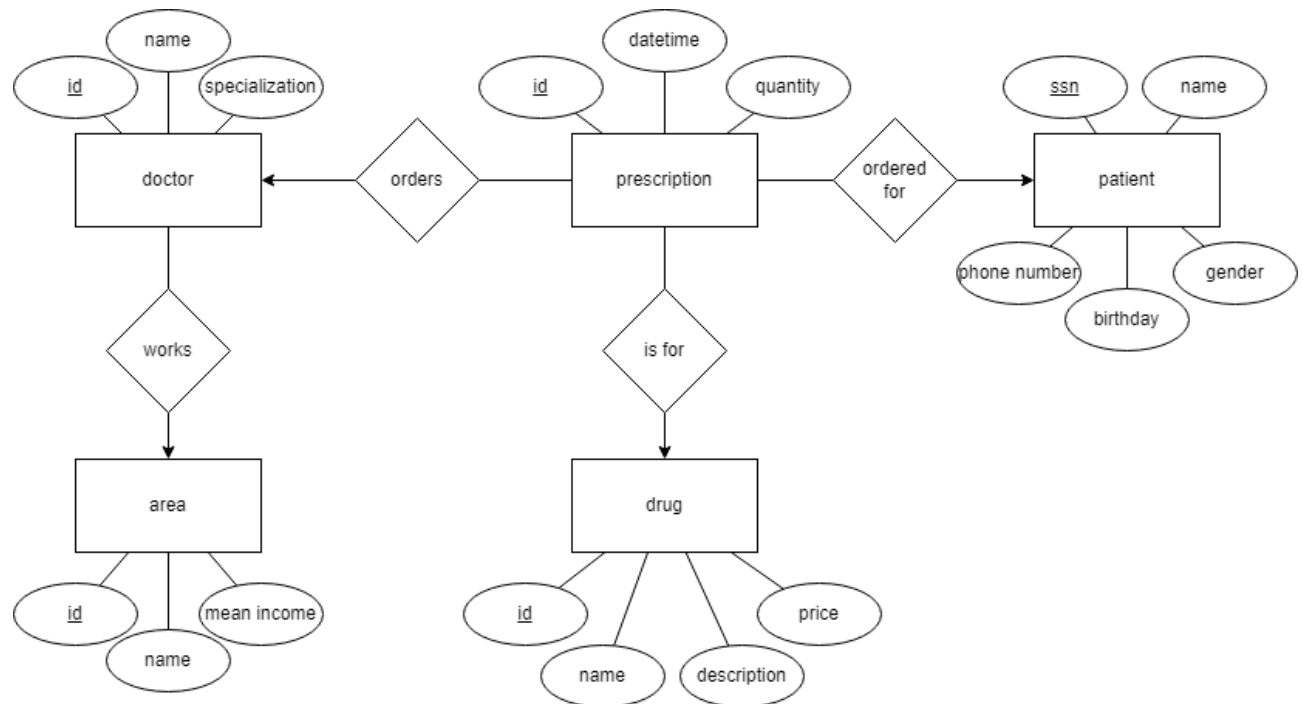 name
id
specialization
doctor
orders
works
area
id
name
mean income
datetime
id
quantity
prescription
is for
drug
id
name
description
price
ordered
for
ssn
name
patient
phone number
birthday
gender